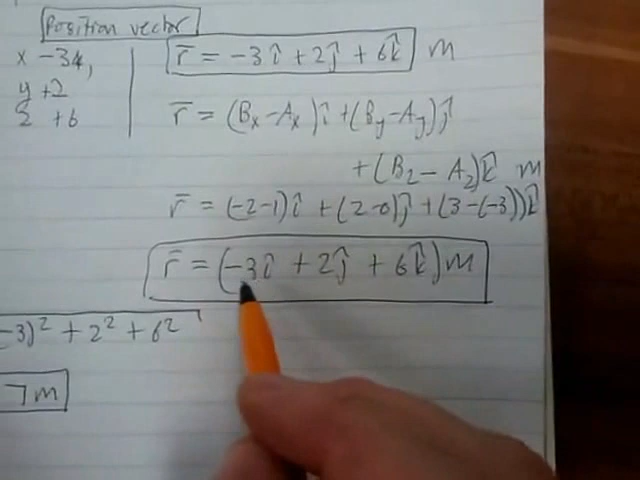 Position vector
x -3
y +2
z +6
r̄ = -3î + 2ĵ + 6k̂ m
r̄ = (Bx - Ax)î + (By - Ay)ĵ
+ (Bz - Az)k̂ m
r̄ = (-2-1)î + (2-0)ĵ + (3-(-3))k̂
r̄ = (-3î + 2ĵ + 6k̂)m
-3)² + 2² + 6²
7m